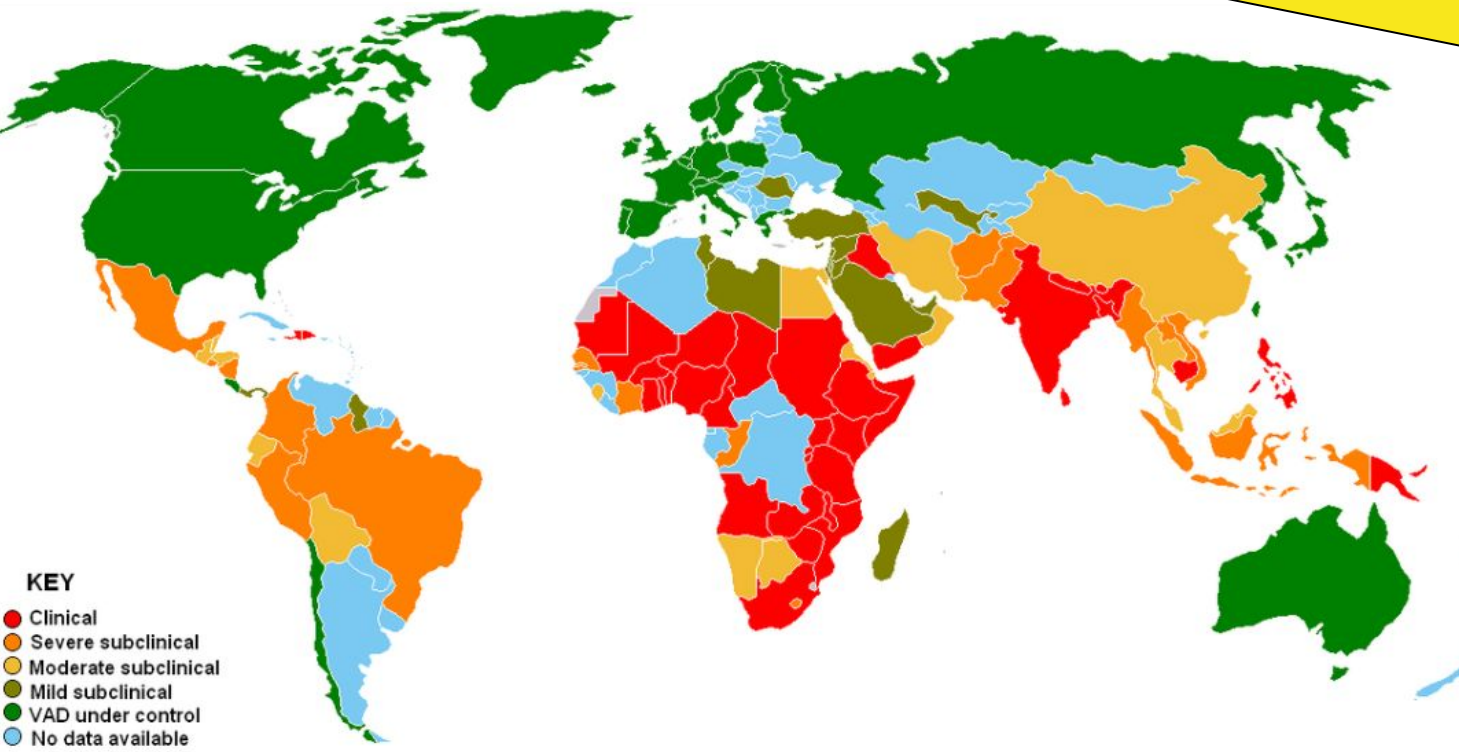 KEY
Clinical
Severe subclinical
Moderate subclinical
Mild subclinical
VAD under control
No data available